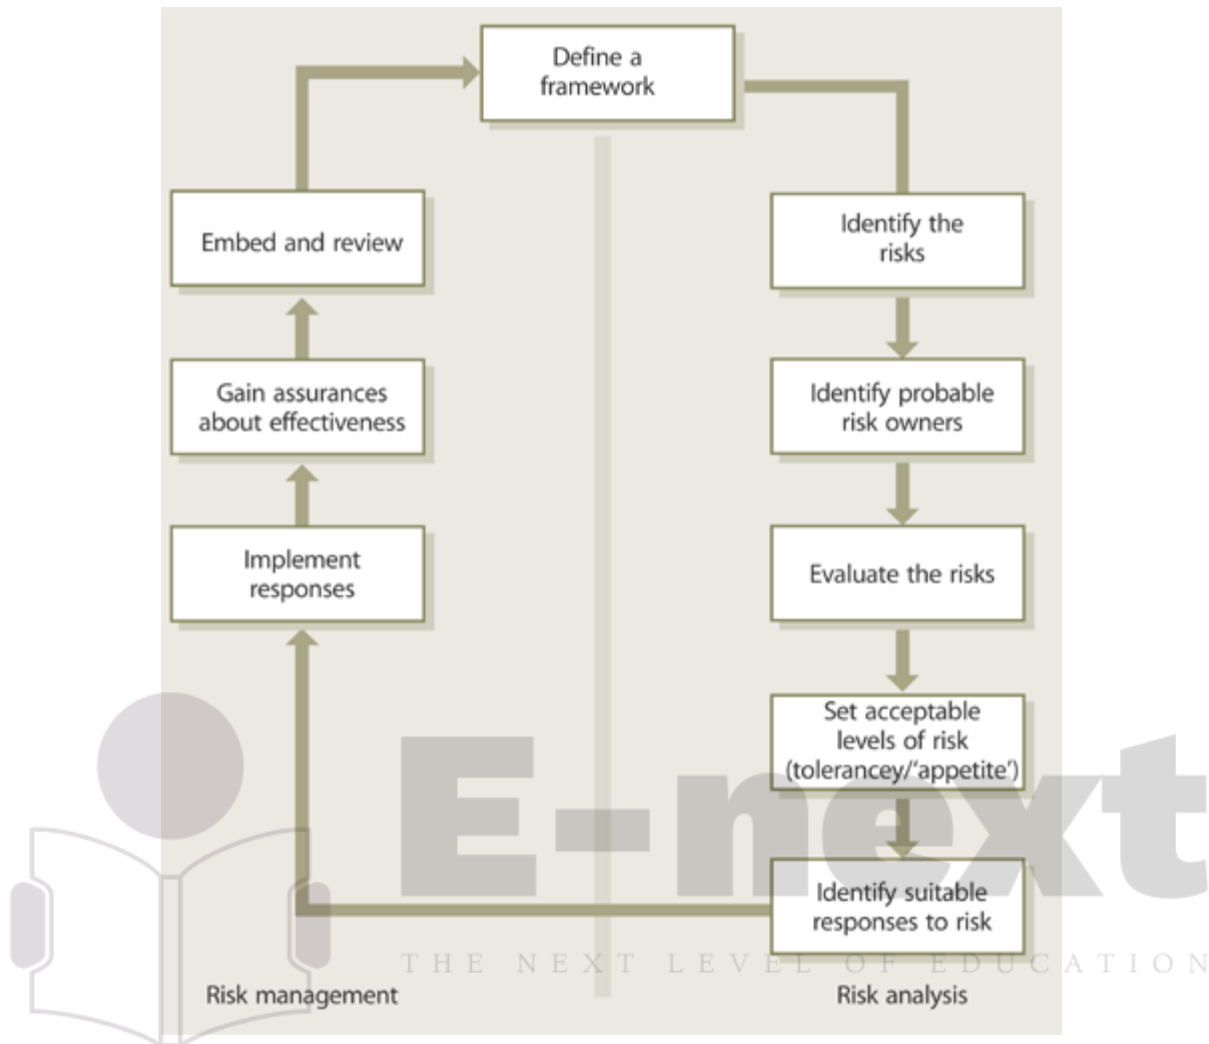 Define a
framework
Identify the
risks
Identify probable
risk owners
Evaluate the risks
Set acceptable
levels of risk
(tolerancey/‘appetite’)
Identify suitable
responses to risk
Implement
responses
Gain assurances
about effectiveness
Embed and review
Risk management
Risk analysis
E-next
THE NEXT LEVEL OF EDUCATION